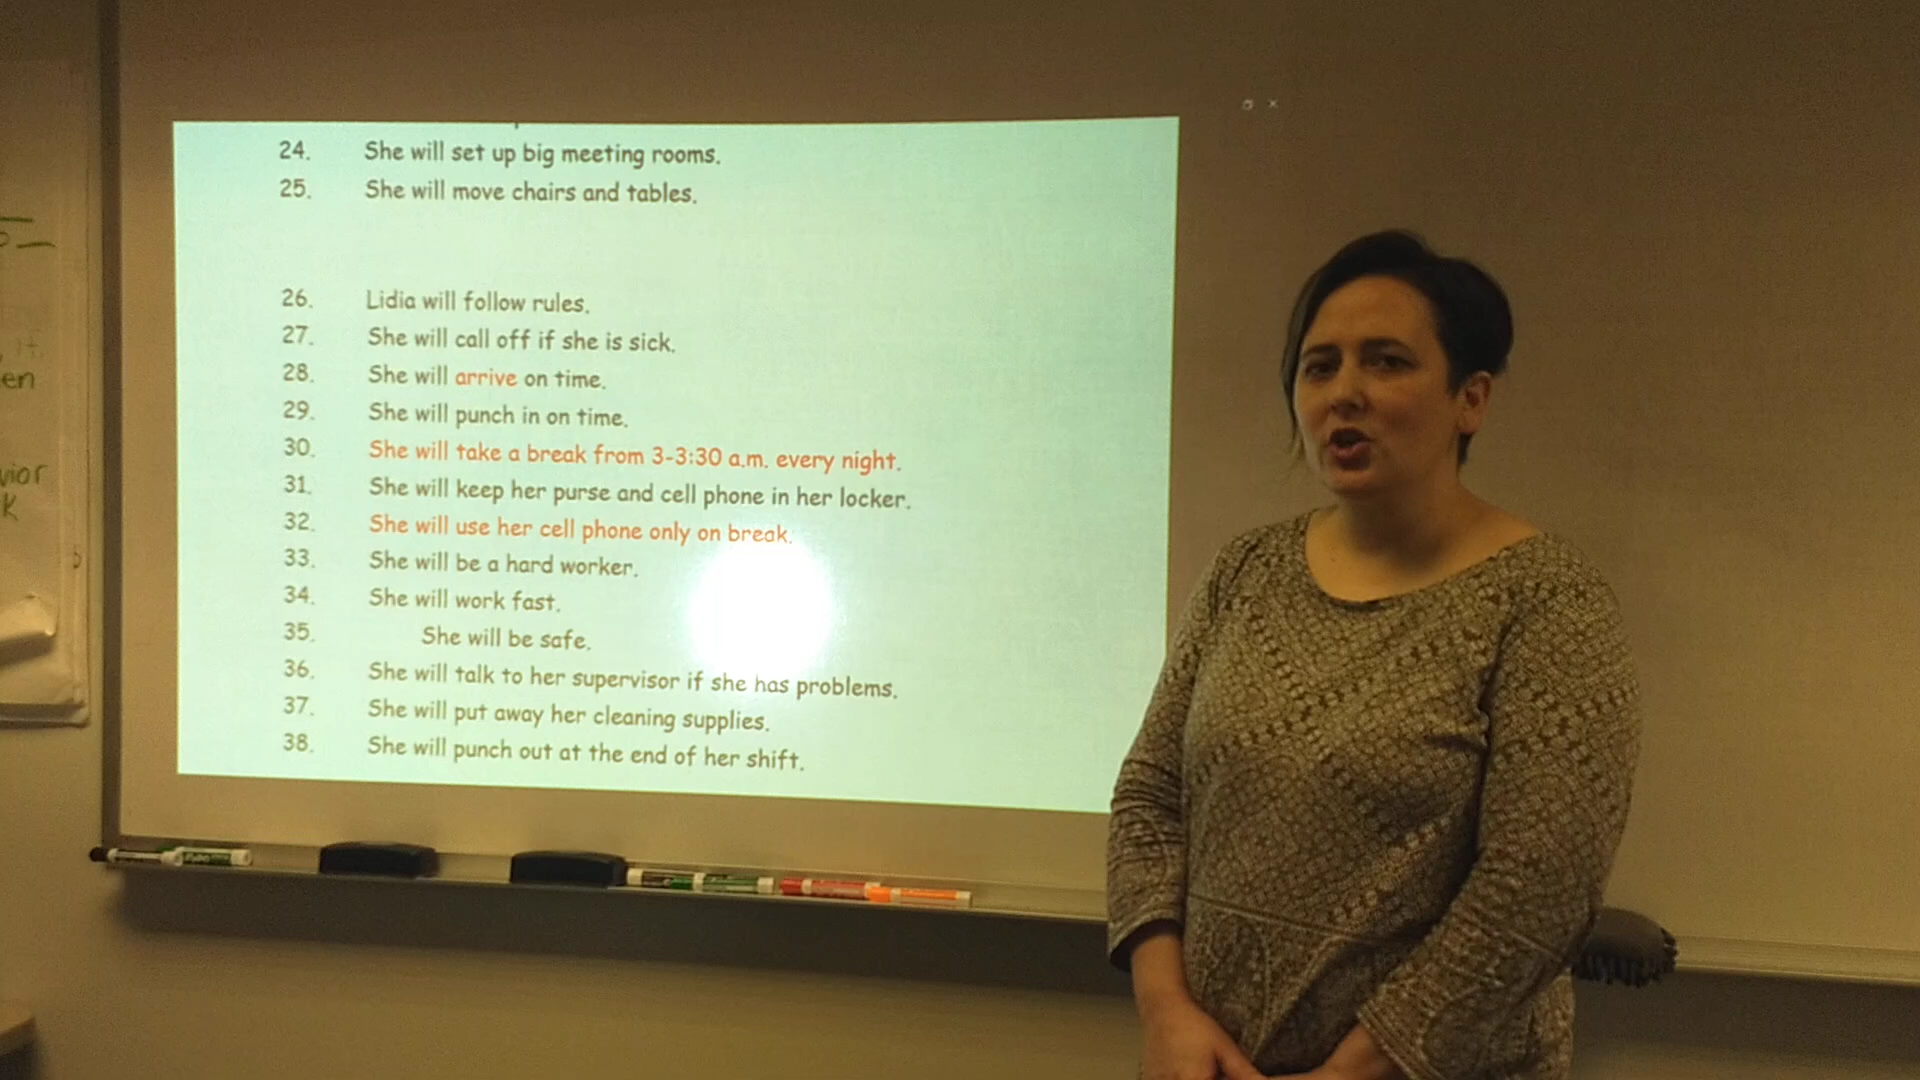 24. She will set up big meeting rooms.
25. She will move chairs and tables.
26. Lidia will follow rules.
27. She will call off if she is sick.
28. She will arrive on time.
29. She will punch in on time.
30. She will take a break from 3-3:30 a.m. every night.
31. She will keep her purse and cell phone in her locker.
32. She will use her cell phone only on break.
33. She will be a hard worker.
34. She will work fast.
35. She will be safe.
36. She will talk to her supervisor if she has problems.
37. She will put away her cleaning supplies.
38. She will punch out at the end of her shift.